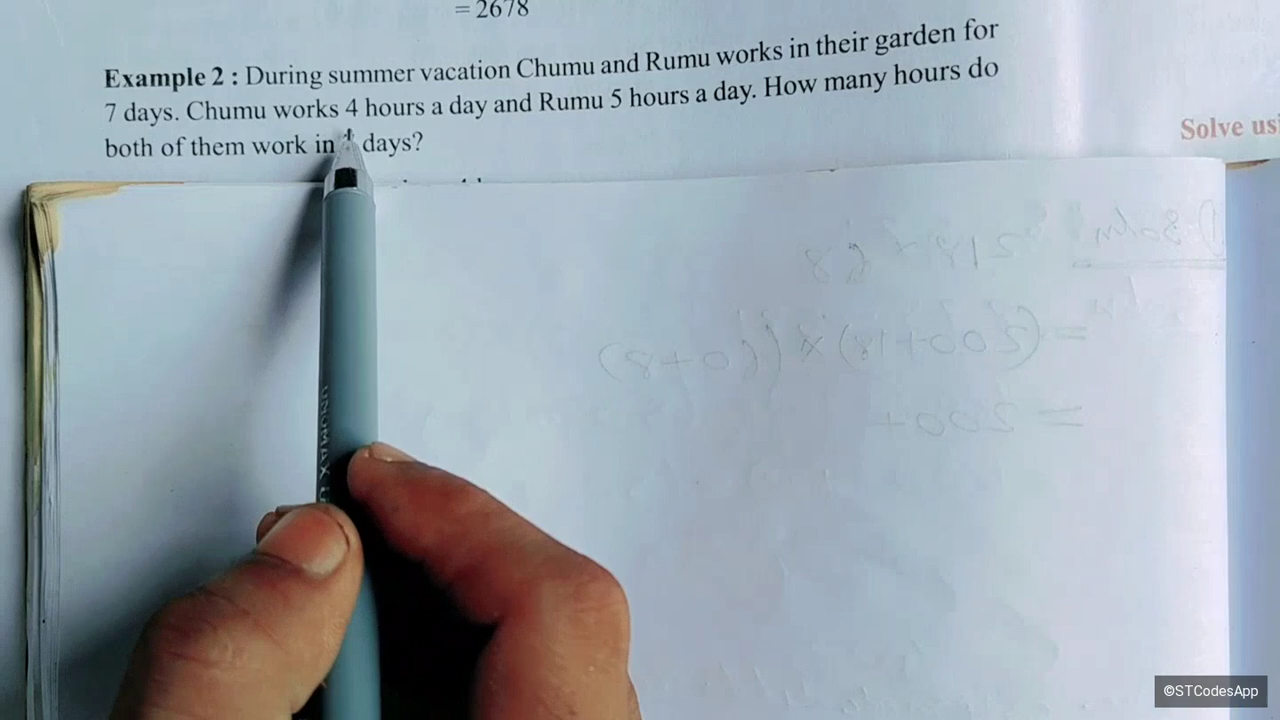 = 2678
Example 2 : During summer vacation Chumu and Rumu works in their garden for
7 days. Chumu works 4 hours a day and Rumu 5 hours a day. How many hours do
both of them work in days?
Solve usi
UNOMAX
©STCodesApp